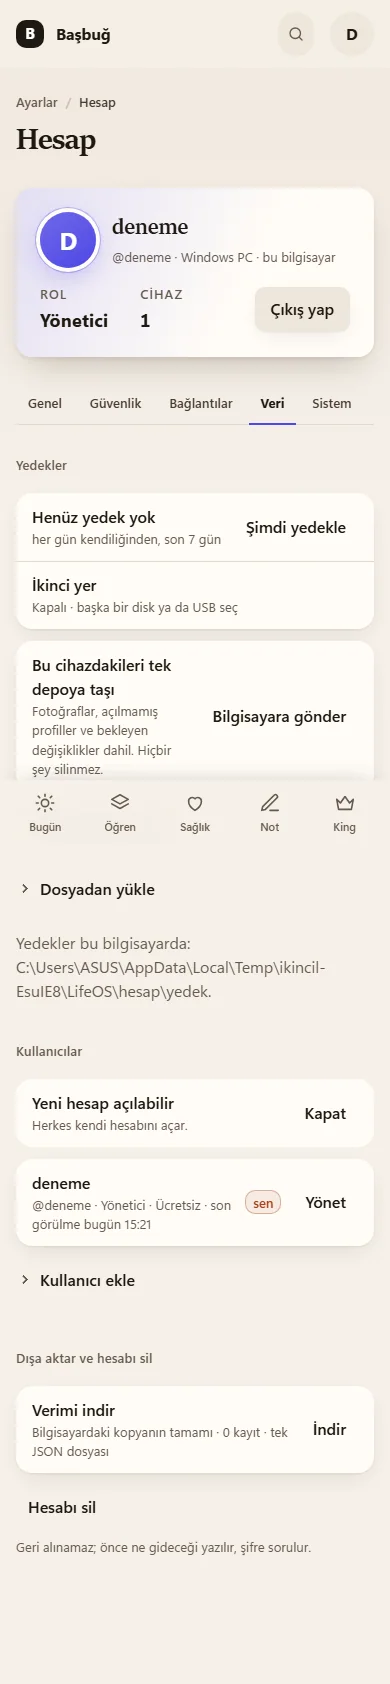 B Başbuğ D
Ayarlar / Hesap
Hesap
D
deneme
@deneme · Windows PC · bu bilgisayar
ROL CİHAZ
Yönetici 1 Çıkış yap
Genel Güvenlik Bağlantılar Veri Sistem
Yedekler
Henüz yedek yok
her gün kendiliğinden, son 7 gün
Şimdi yedekle
İkinci yer
Kapalı · başka bir disk ya da USB seç
Bu cihazdakileri tek
depoya taşı
Fotoğraflar, açılmamış
profiller ve bekleyen
değişiklikler dahil. Hiçbir
şey silinmez.
Bilgisayara gönder
Bugün Öğren Sağlık Not King
Dosyadan yükle
Yedekler bu bilgisayarda:
C:\Users\ASUS\AppData\Local\Temp\ikincil-
EsuIE8\LifeOS\hesap\yedek.
Kullanıcılar
Yeni hesap açılabilir
Herkes kendi hesabını açar.
Kapat
deneme
@deneme · Yönetici · Ücretsiz · son
görülme bugün 15:21
sen
Yönet
Kullanıcı ekle
Dışa aktar ve hesabı sil
Verimi indir
Bilgisayardaki kopyanın tamamı · 0 kayıt · tek
JSON dosyası
İndir
Hesabı sil
Geri alınamaz; önce ne gideceği yazılır, şifre sorulur.